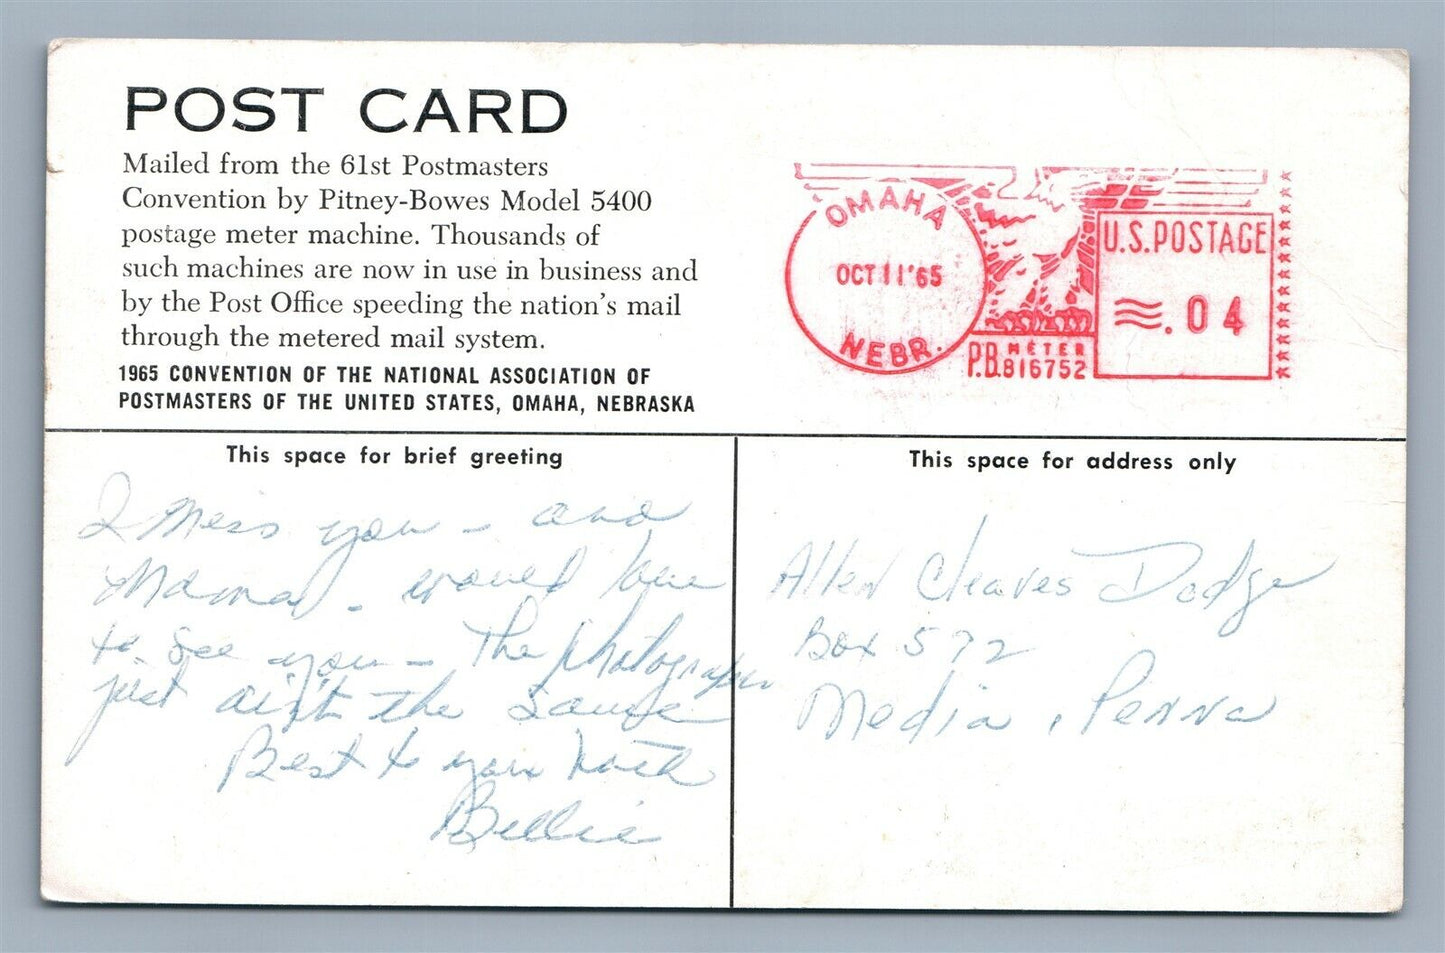 POST CARD
Mailed from the 61st Postmasters
Convention by Pitney-Bowes Model 5400
postage meter machine. Thousands of
such machines are now in use in business and
by the Post Office speeding the nation's mail
through the metered mail system.
1965 CONVENTION OF THE NATIONAL ASSOCIATION OF
POSTMASTERS OF THE UNITED STATES, OMAHA, NEBRASKA
OMAHA
OCT 11 '65
NEBR.
P.B. METER
816752
U.S. POSTAGE
.04
This space for brief greeting
I miss you - and
- would love
to see you - The photographer
just ain't the same
Best to you both
Billie
This space for address only
Allen Cleaves Dodge
Box 572
Media, Penna